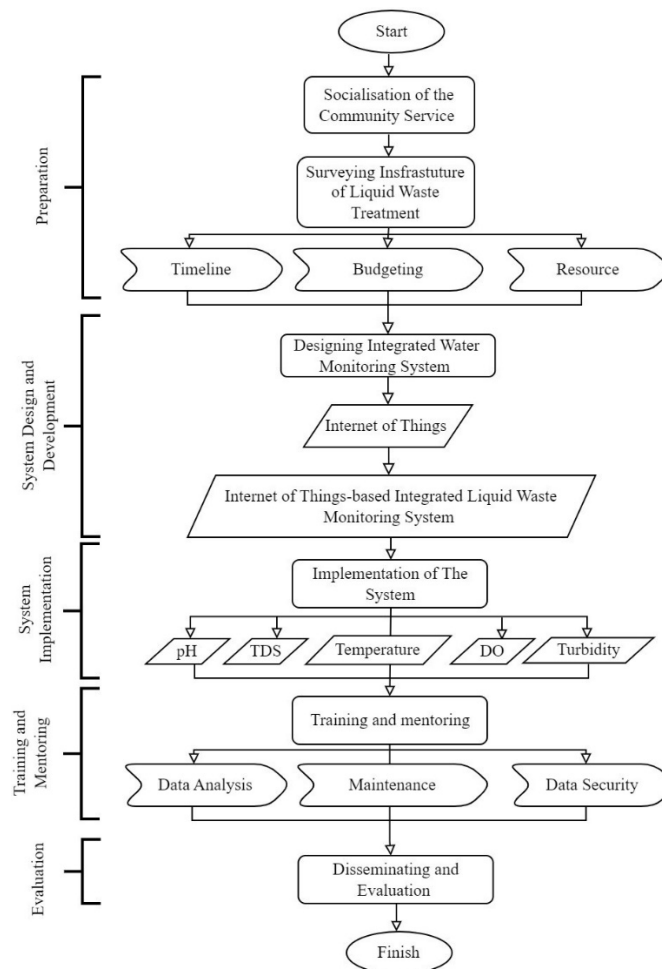 Start
Preparation
Socialisation of the
Community Service
Surveying Insfrastuture
of Liquid Waste
Treatment
Timeline
Budgeting
Resource
System Design and
Development
Designing Integrated Water
Monitoring System
Internet of Things
Internet of Things-based Integrated Liquid Waste
Monitoring System
System
Implementation
Implementation of The
System
pH
TDS
Temperature
DO
Turbidity
Training and
Mentoring
Training and mentoring
Data Analysis
Maintenance
Data Security
Evaluation
Disseminating and
Evaluation
Finish